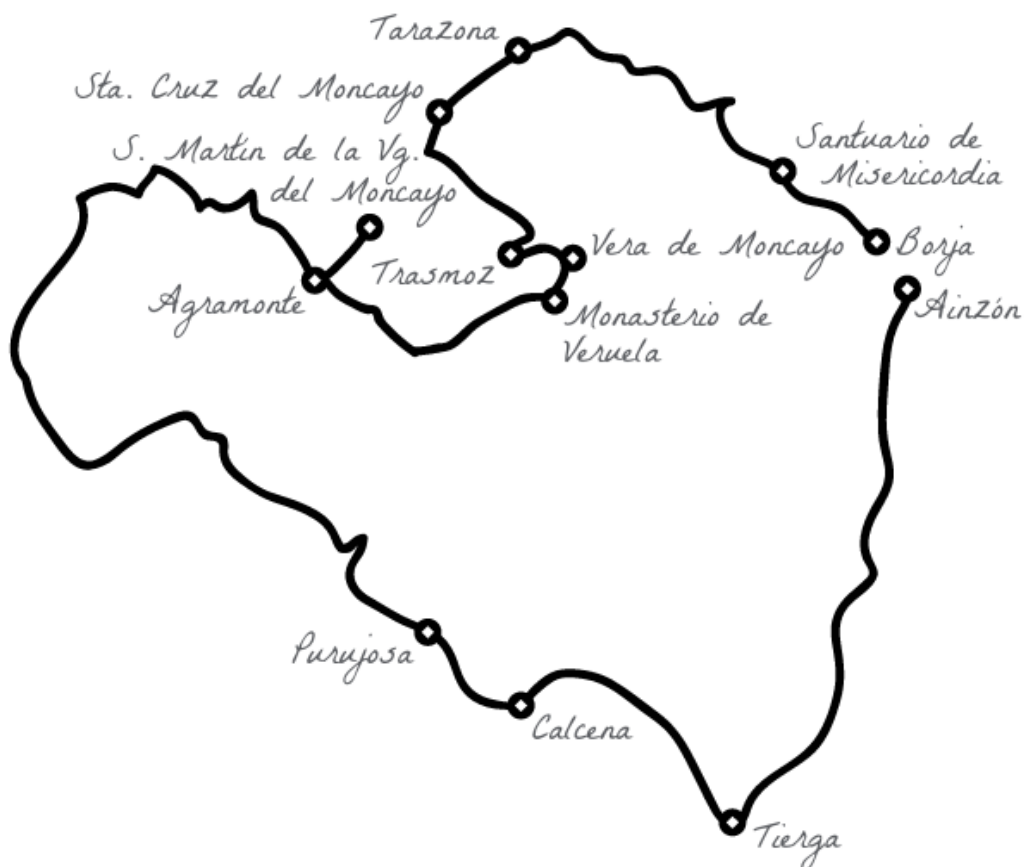 Tarazona
Sta. Cruz del Moncayo
S. Martín de la Vg.
del Moncayo
Santuario de
Misericordia
Vera de Moncayo
Borja
Trasmoz
Agramonte
Ainzón
Monasterio de
Veruela
Purujosa
Calcena
Tierga